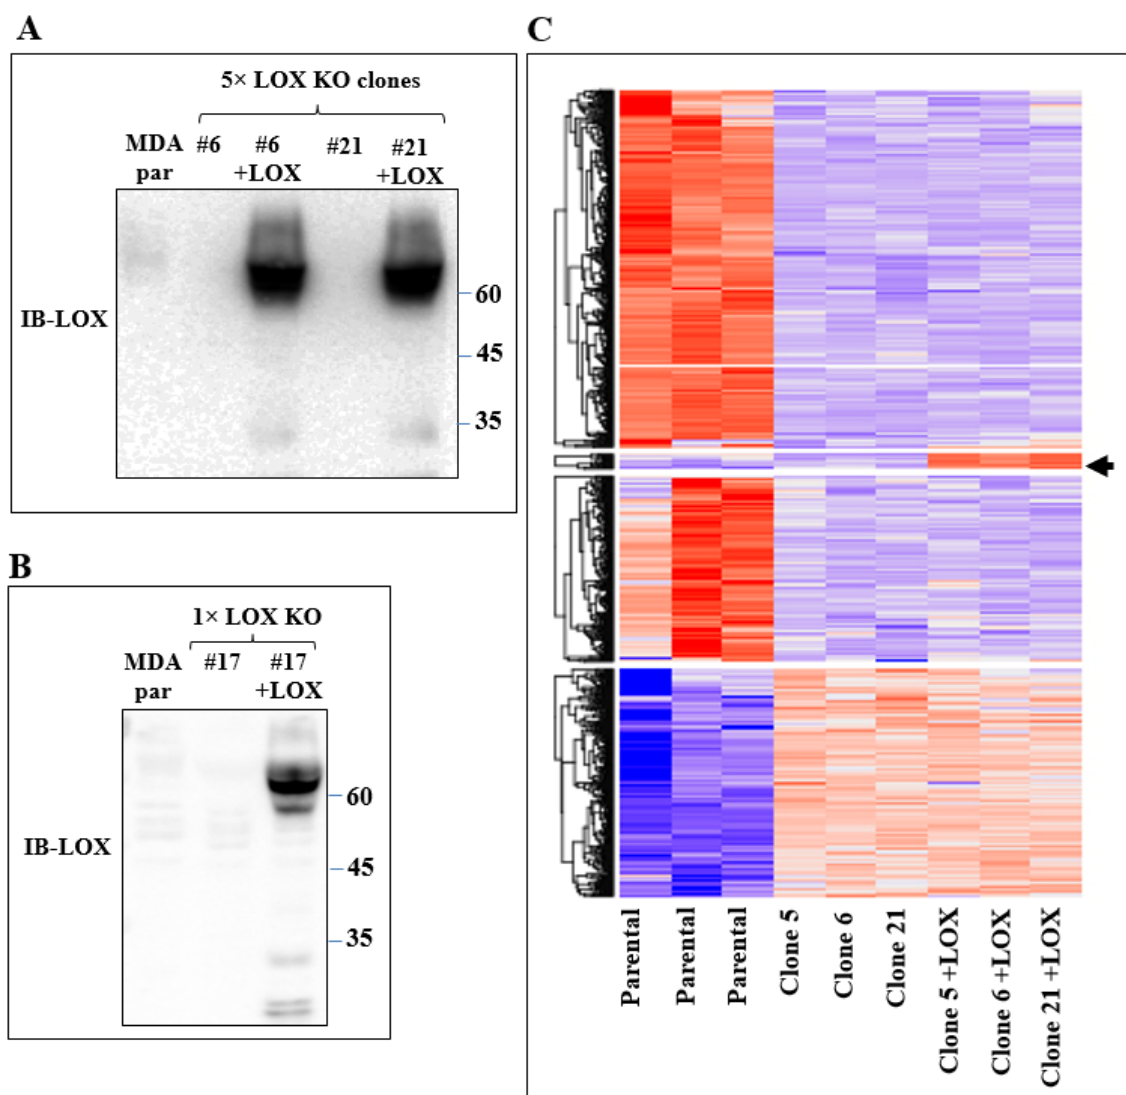 A
5× LOX KO clones
MDA par
#6
#6 +LOX
#21
#21 +LOX
IB-LOX
60
45
35
B
1× LOX KO
MDA par
#17
#17 +LOX
IB-LOX
60
45
35
C
Parental
Parental
Parental
Clone 5
Clone 6
Clone 21
Clone 5 +LOX
Clone 6 +LOX
Clone 21 +LOX